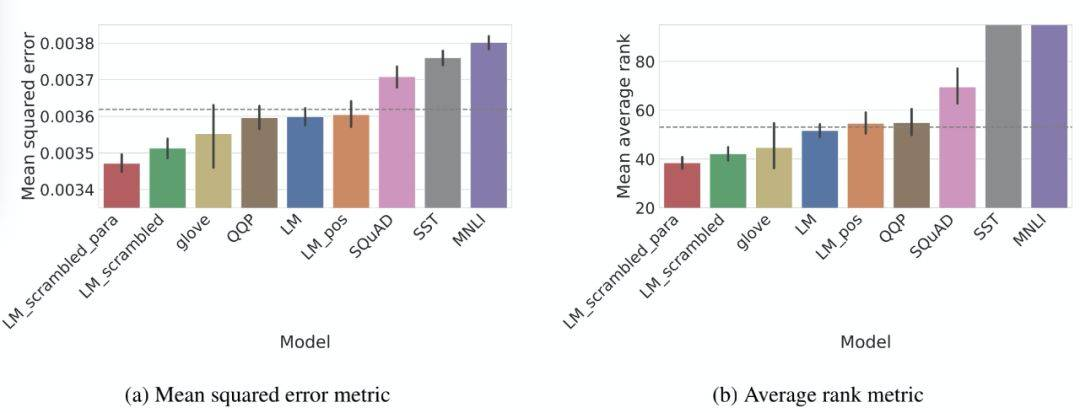 Mean squared error
0.0038
0.0037
0.0036
0.0035
0.0034
LM_scrambled_para
LM_scrambled
glove
QQP
LM
LM_pos
SQuAD
SST
MNLI
Model
(a) Mean squared error metric
Mean average rank
80
60
40
20
LM_scrambled_para
LM_scrambled
glove
LM
LM_pos
QQP
SQuAD
SST
MNLI
Model
(b) Average rank metric